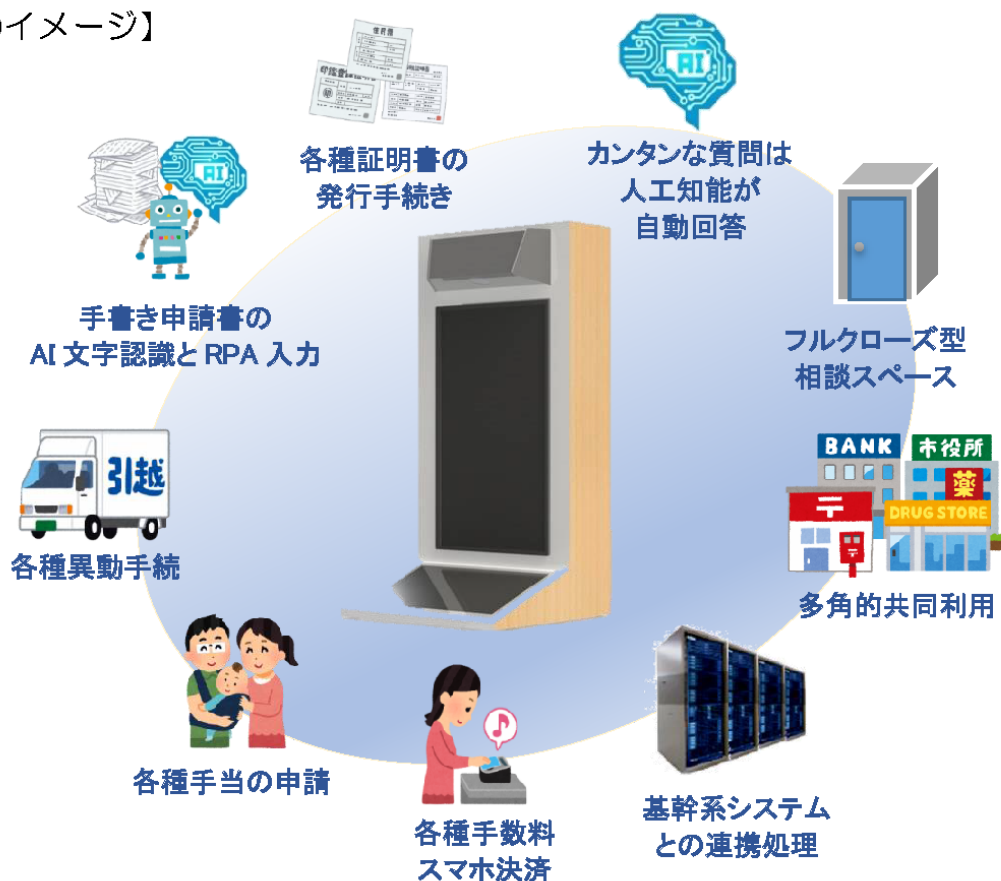 のイメージ】
各種証明書の
発行手続き
AI
カンタンな質問は
人工知能が
自動回答
AI
手書き申請書の
AI 文字認識と RPA 入力
フルクローズ型
相談スペース
BANK
市役所
薬
DRUG STORE
〒
多角的共同利用
引越
各種異動手続
各種手当の申請
各種手数料
スマホ決済
基幹系システム
との連携処理